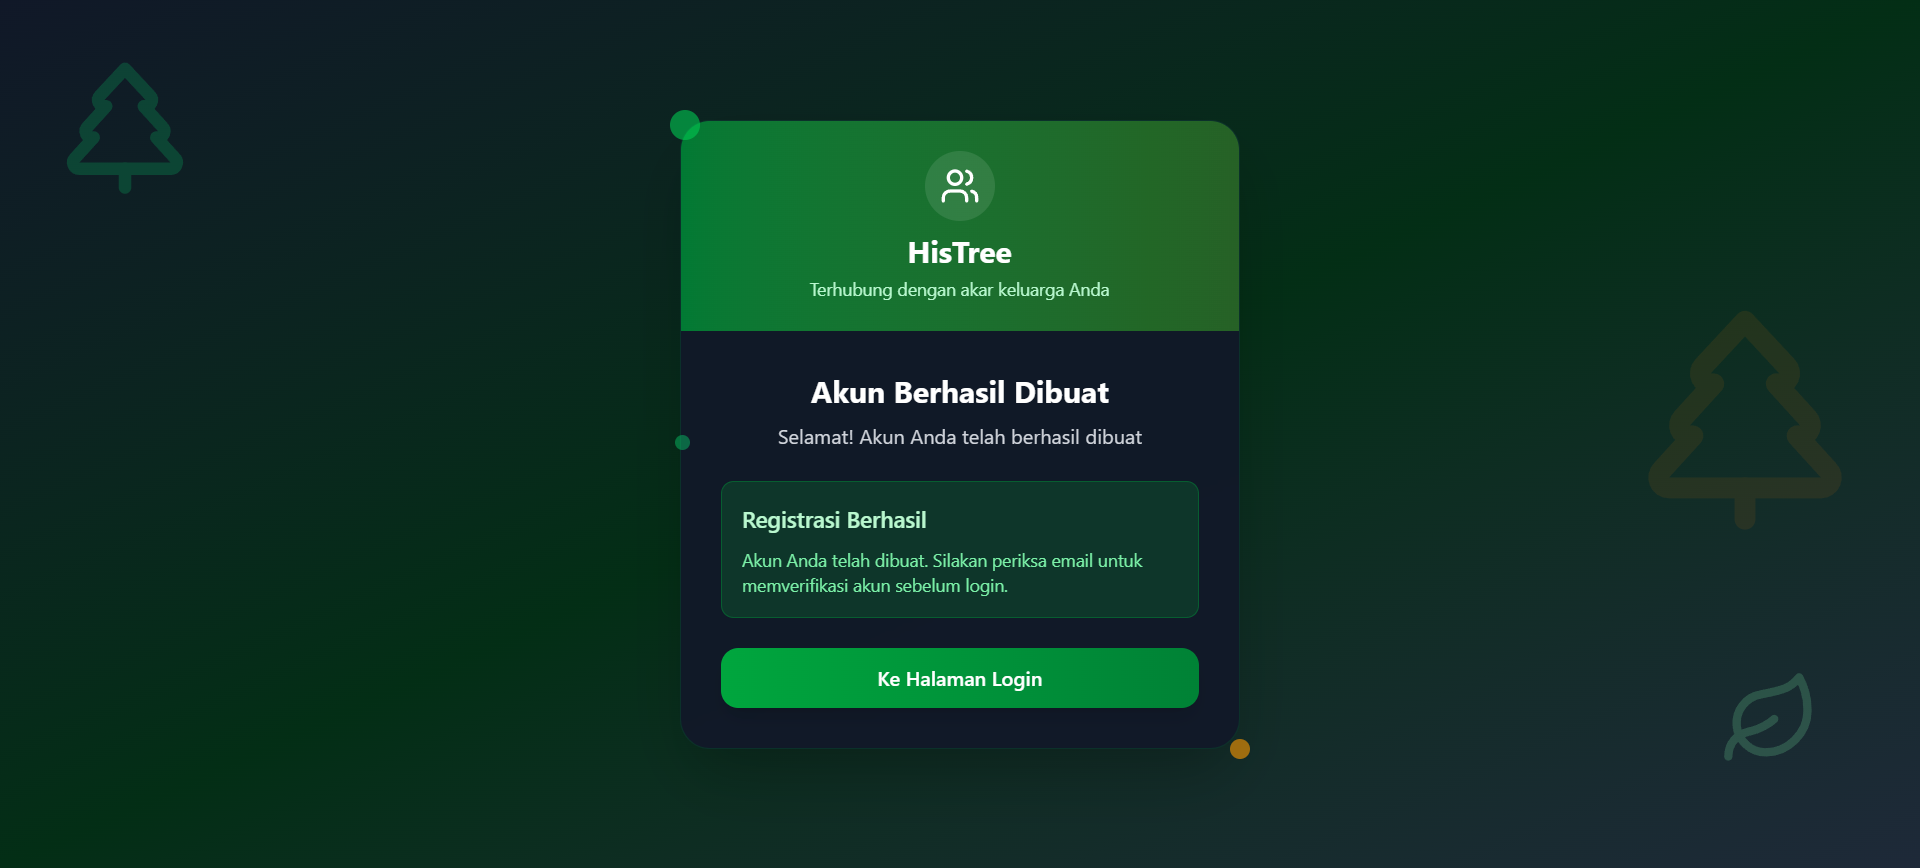 HisTree
Terhubung dengan akar keluarga Anda
Akun Berhasil Dibuat
Selamat! Akun Anda telah berhasil dibuat
Registrasi Berhasil
Akun Anda telah dibuat. Silakan periksa email untuk
memverifikasi akun sebelum login.
Ke Halaman Login